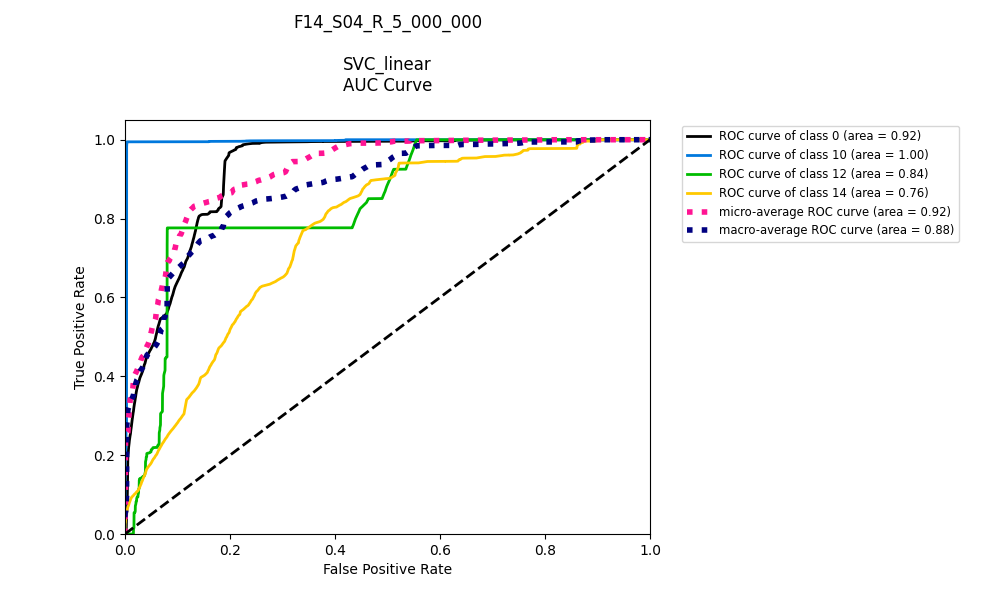 F14_S04_R_5_000_000
SVC_linear
AUC Curve
1.0
0.8
0.6
0.4
0.2
0.0
True Positive Rate
0.0 0.2 0.4 0.6 0.8 1.0
False Positive Rate
ROC curve of class 0 (area = 0.92)
ROC curve of class 10 (area = 1.00)
ROC curve of class 12 (area = 0.84)
ROC curve of class 14 (area = 0.76)
micro-average ROC curve (area = 0.92)
macro-average ROC curve (area = 0.88)